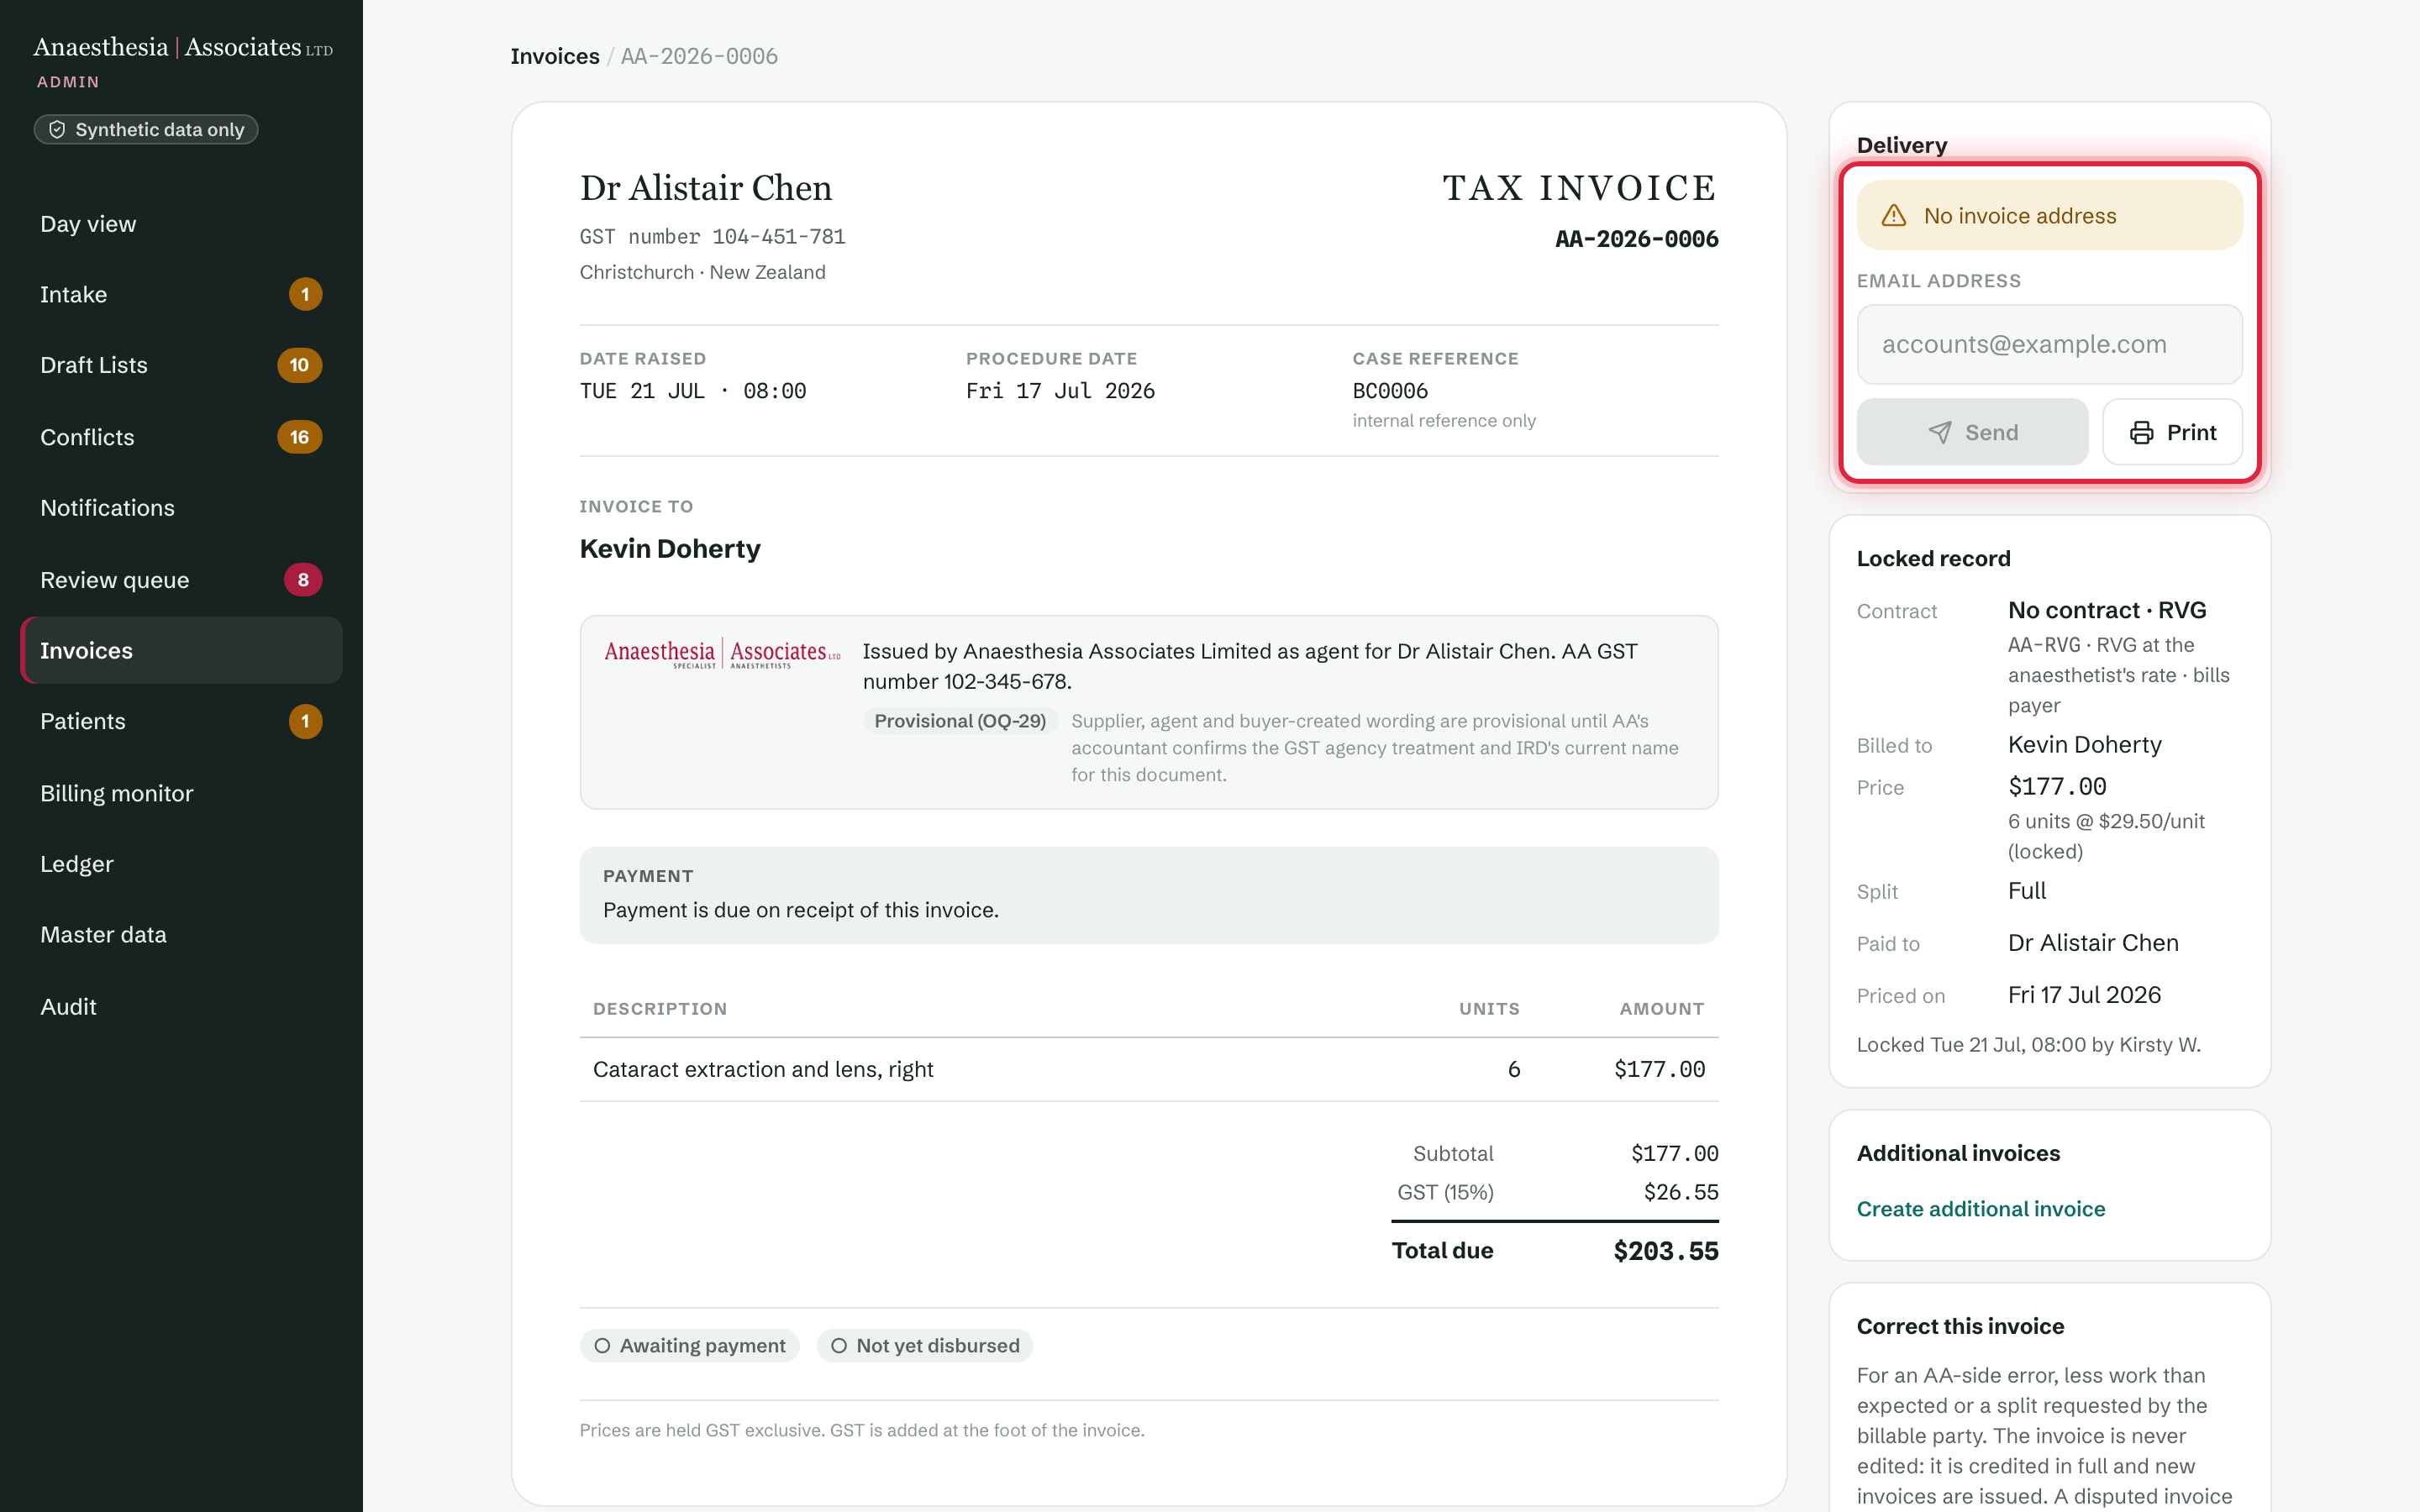 Anaesthesia | Associates LTD
ADMIN
Synthetic data only
Day view
Intake 1
Draft Lists 10
Conflicts 16
Notifications
Review queue 8
Invoices
Patients 1
Billing monitor
Ledger
Master data
Audit
Invoices / AA-2026-0006
Dr Alistair Chen
GST number 104-451-781
Christchurch · New Zealand
TAX INVOICE
AA-2026-0006
DATE RAISED
TUE 21 JUL · 08:00
PROCEDURE DATE
Fri 17 Jul 2026
CASE REFERENCE
BC0006
internal reference only
INVOICE TO
Kevin Doherty
Anaesthesia | Associates LTD
SPECIALIST ANAESTHETISTS
Issued by Anaesthesia Associates Limited as agent for Dr Alistair Chen. AA GST
number 102-345-678.
Provisional (OQ-29)
Supplier, agent and buyer-created wording are provisional until AA's
accountant confirms the GST agency treatment and IRD's current name
for this document.
PAYMENT
Payment is due on receipt of this invoice.
DESCRIPTION UNITS AMOUNT
Cataract extraction and lens, right 6 $177.00
Subtotal $177.00
GST (15%) $26.55
Total due $203.55
Awaiting payment
Not yet disbursed
Prices are held GST exclusive. GST is added at the foot of the invoice.
Delivery
No invoice address
EMAIL ADDRESS
accounts@example.com
Send
Print
Locked record
Contract No contract · RVG
AA-RVG · RVG at the
anaesthetist's rate · bills
payer
Billed to Kevin Doherty
Price $177.00
6 units @ $29.50/unit
(locked)
Split Full
Paid to Dr Alistair Chen
Priced on Fri 17 Jul 2026
Locked Tue 21 Jul, 08:00 by Kirsty W.
Additional invoices
Create additional invoice
Correct this invoice
For an AA-side error, less work than
expected or a split requested by the
billable party. The invoice is never
edited: it is credited in full and new
invoices are issued. A disputed invoice